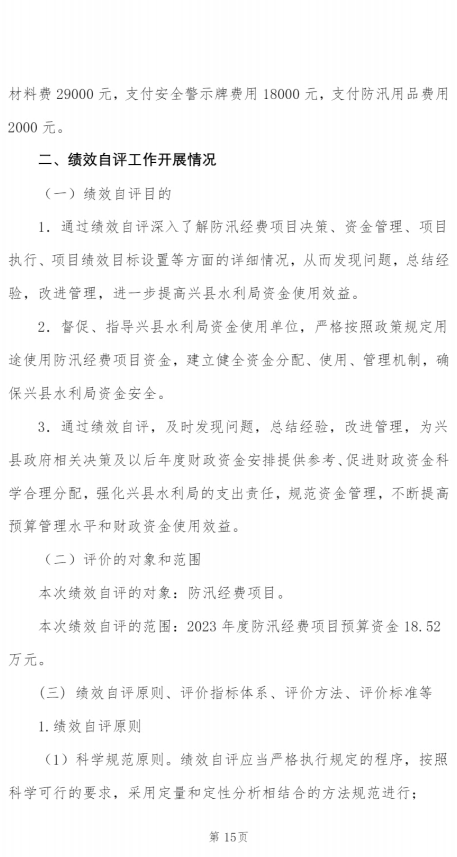 材料费 29000 元，支付安全警示牌费用 18000 元，支付防汛用品费用
2000 元。
二、绩效自评工作开展情况
（一）绩效自评目的
1．通过绩效自评深入了解防汛经费项目决策、资金管理、项目
执行、项目绩效目标设置等方面的详细情况，从而发现问题，总结经
验，改进管理，进一步提高兴县水利局资金使用效益。
2．督促、指导兴县水利局资金使用单位，严格按照政策规定用
途使用防汛经费项目资金，建立健全资金分配、使用、管理机制，确
保兴县水利局资金安全。
3．通过绩效自评，及时发现问题，总结经验，改进管理，为兴
县政府相关决策及以后年度财政资金安排提供参考、促进财政资金科
学合理分配，强化兴县水利局的支出责任，规范资金管理，不断提高
预算管理水平和财政资金使用效益。
（二）评价的对象和范围
本次绩效自评的对象：防汛经费项目。
本次绩效自评的范围：2023 年度防汛经费项目预算资金 18.52
万元。
(三) 绩效自评原则、评价指标体系、评价方法、评价标准等
1.绩效自评原则
（1）科学规范原则。绩效自评应当严格执行规定的程序，按照
科学可行的要求，采用定量和定性分析相结合的方法规范进行；
第 15页